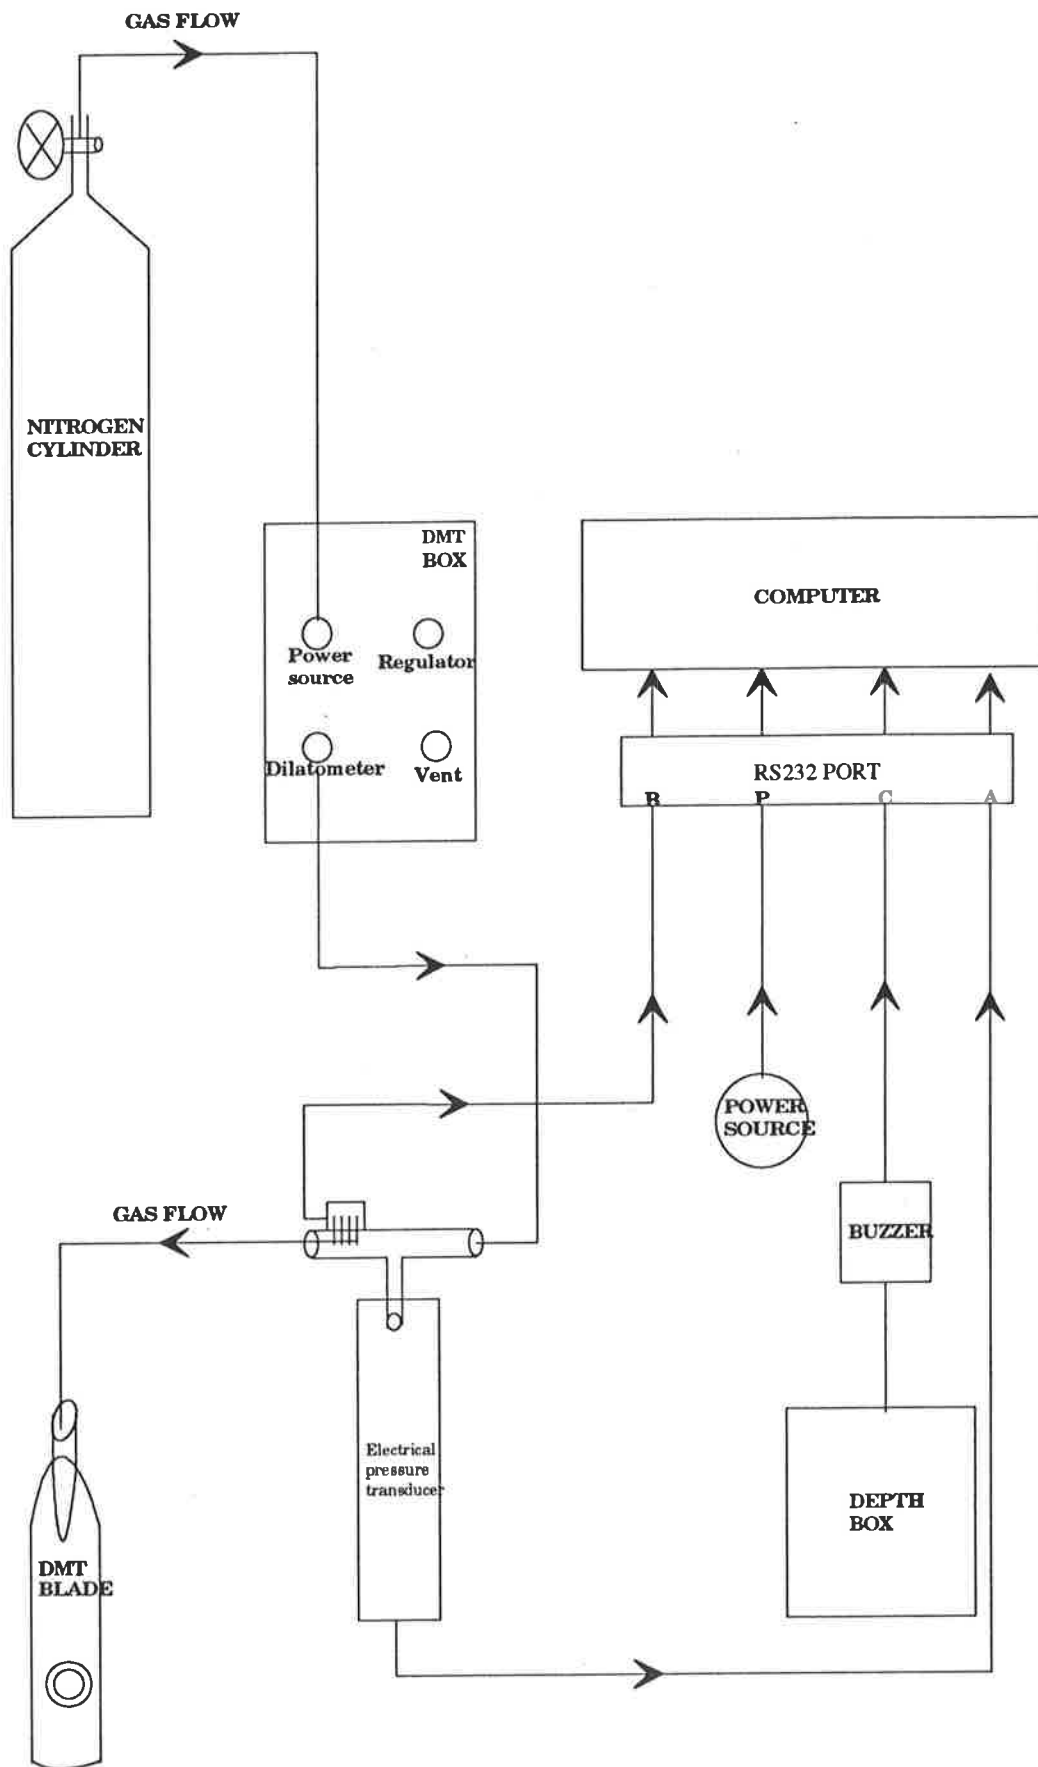 GAS FLOW
NITROGEN
CYLINDER
DMT
BOX
Power
source
Regulator
Dilatometer
Vent
COMPUTER
RS232 PORT
B P C A
POWER
SOURCE
GAS FLOW
BUZZER
Electrical
pressure
transducer
DEPTH
BOX
DMT
BLADE